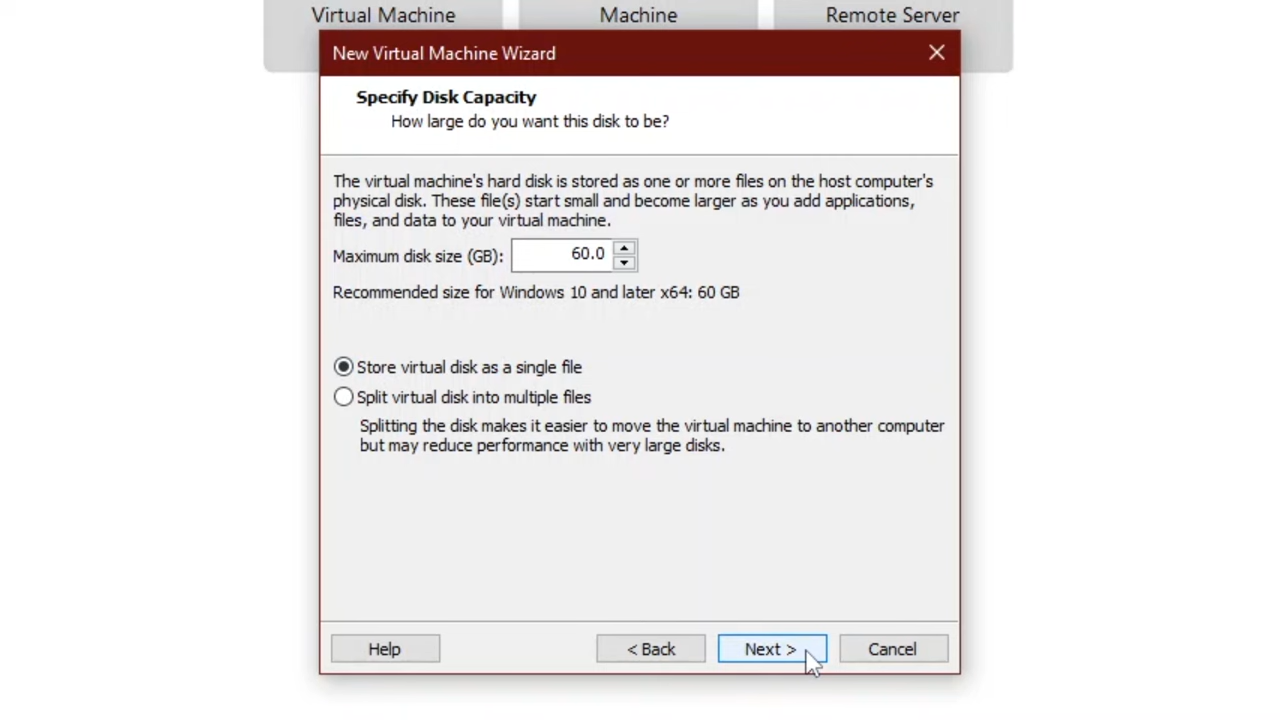 Virtual Machine
Machine
Remote Server
New Virtual Machine Wizard
Specify Disk Capacity
How large do you want this disk to be?
The virtual machine's hard disk is stored as one or more files on the host computer's
physical disk. These file(s) start small and become larger as you add applications,
files, and data to your virtual machine.
Maximum disk size (GB): 60.0
Recommended size for Windows 10 and later x64: 60 GB
Store virtual disk as a single file
Split virtual disk into multiple files
Splitting the disk makes it easier to move the virtual machine to another computer
but may reduce performance with very large disks.
Help
< Back
Next >
Cancel